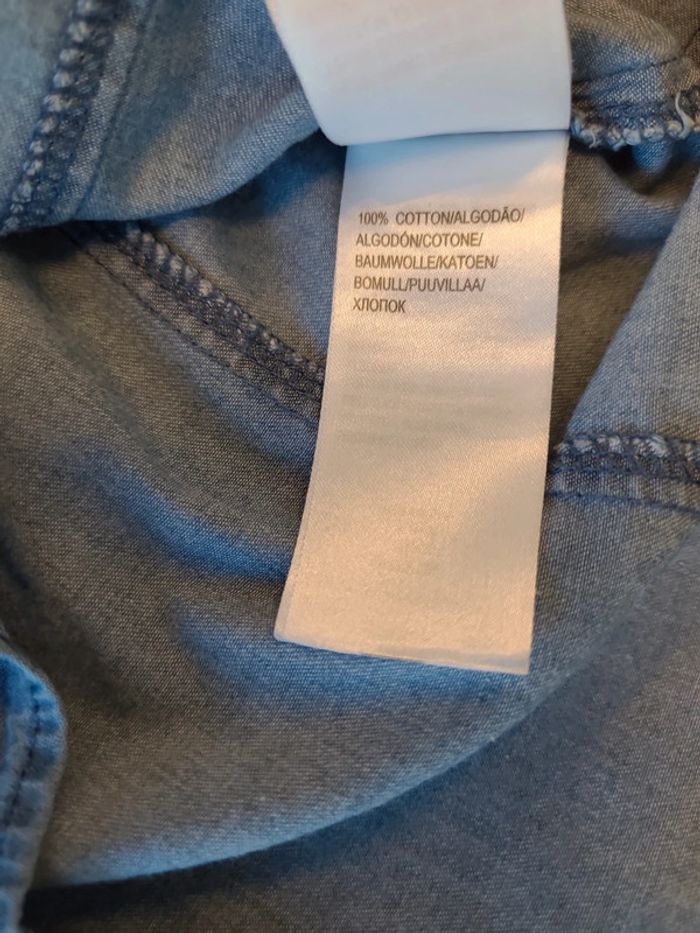 100% COTTON/ALGODÃO/
ALGODÓN/COTONE/
BAUMWOLLE/KATOEN/
BOMULL/PUUVILLAA/
ХЛОПОК